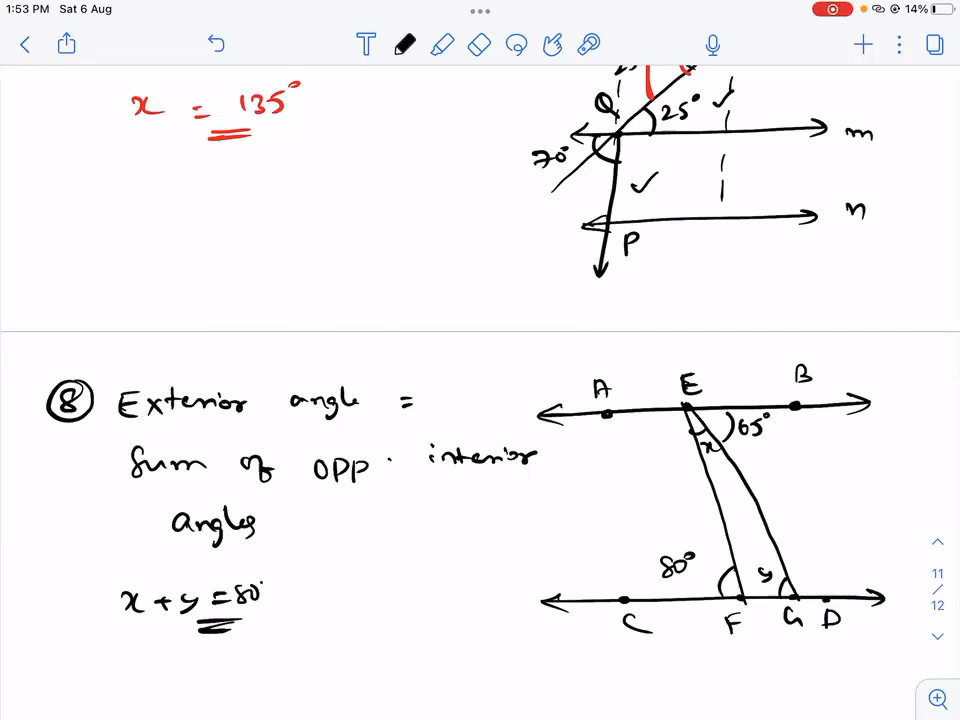 1:53 PM Sat 6 Aug
14%
T
x = 135°
Q
25°
m
70°
n
P
8 Exterior angle =
Sum of opp. interior
angles
x + y = 80°
A E B
65°
x
80°
y
C F G D
11
/
12